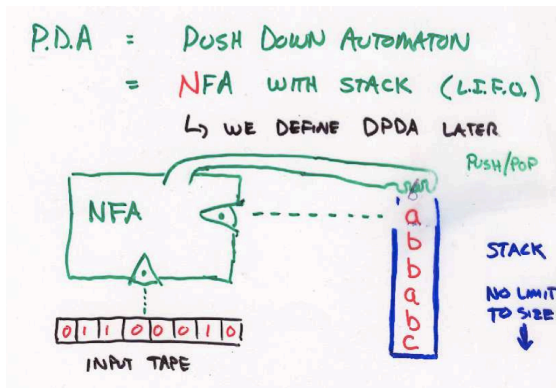 P.D.A = PUSH DOWN AUTOMATON
= NFA WITH STACK (L.I.F.O.)
↳ WE DEFINE DPDA LATER
PUSH/POP
NFA
a
b
b
a
b
c
STACK
NO LIMIT
TO SIZE
0 1 1 0 0 0 1 0
INPUT TAPE